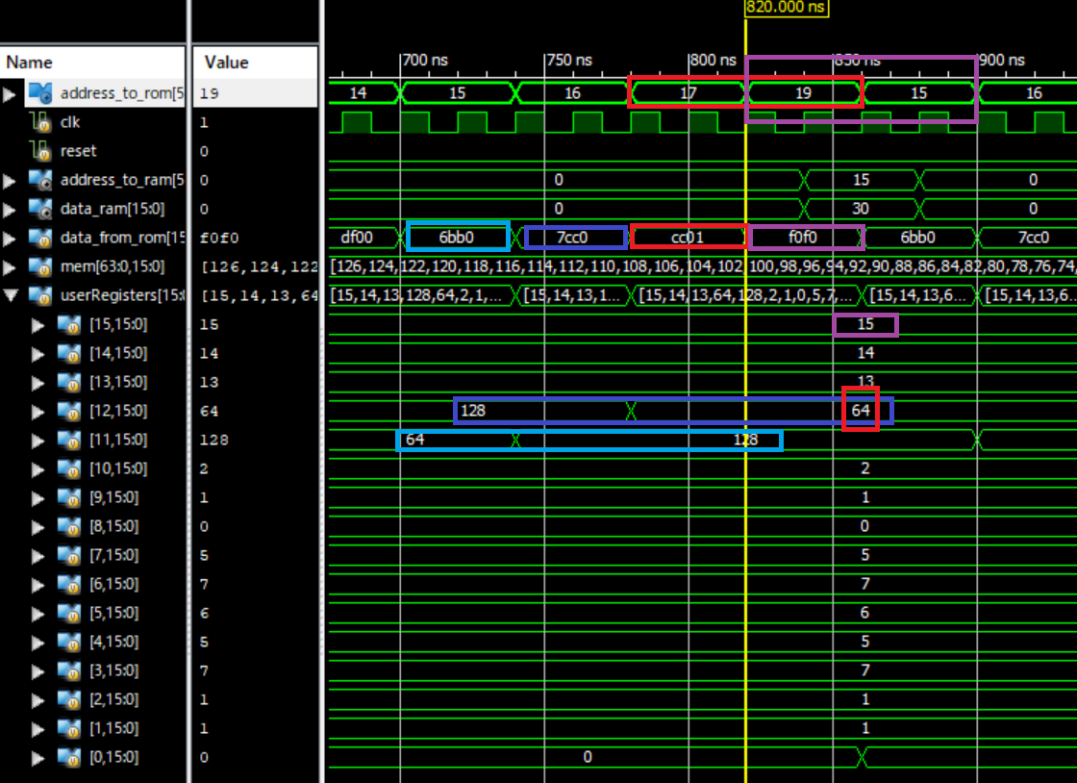 820.000 ns
Name Value 700 ns 750 ns 800 ns 850 ns 900 ns
address_to_rom[5 19 14 15 16 17 19 15 16
clk 1
reset 0
address_to_ram[5 0 0 15 0
data_ram[15:0] 0 0 30 0
data_from_rom[15 f0f0 df00 6bb0 7cc0 cc01 f0f0 6bb0 7cc0
mem[63:0,15:0] [126,124,122 [126,124,122,120,118,116,114,112,110,108,106,104,102,100,98,96,94,92,90,88,86,84,82,80,78,76,74,
userRegisters[15: [15,14,13,64 [15,14,13,128,64,2,1,... [15,14,13,1... [15,14,13,64,128,2,1,0,5,7,... [15,14,13,6... [15,14,13,6...
[15,15:0] 15 15
[14,15:0] 14 14
[13,15:0] 13 13
[12,15:0] 64 128 64
[11,15:0] 128 64 128
[10,15:0] 2 2
[9,15:0] 1 1
[8,15:0] 0 0
[7,15:0] 5 5
[6,15:0] 7 7
[5,15:0] 6 6
[4,15:0] 5 5
[3,15:0] 7 7
[2,15:0] 1 1
[1,15:0] 1 1
[0,15:0] 0 0